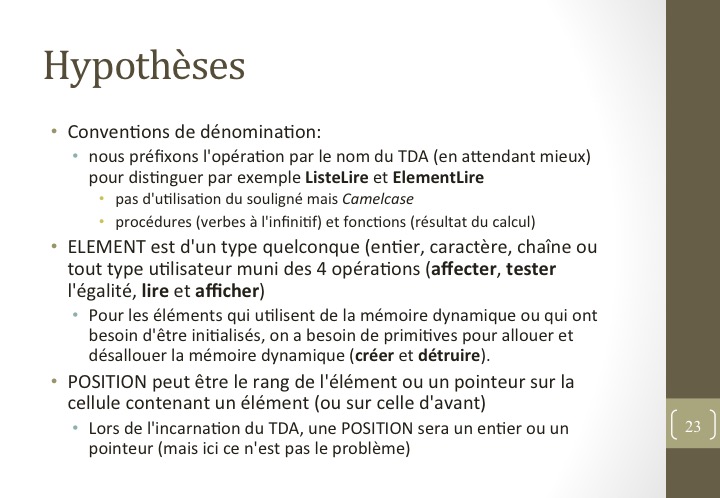 Hypothèses
• Conventions de dénomination:
• nous préfixons l'opération par le nom du TDA (en attendant mieux)
pour distinguer par exemple ListeLire et ElementLire
• pas d'utilisation du souligné mais Camelcase
• procédures (verbes à l'infinitif) et fonctions (résultat du calcul)
• ELEMENT est d'un type quelconque (entier, caractère, chaîne ou
tout type utilisateur muni des 4 opérations (affecter, tester
l'égalité, lire et afficher)
• Pour les éléments qui utilisent de la mémoire dynamique ou qui ont
besoin d'être initialisés, on a besoin de primitives pour allouer et
désallouer la mémoire dynamique (créer et détruire).
• POSITION peut être le rang de l'élément ou un pointeur sur la
cellule contenant un élément (ou sur celle d'avant)
• Lors de l'incarnation du TDA, une POSITION sera un entier ou un
pointeur (mais ici ce n'est pas le problème)
23